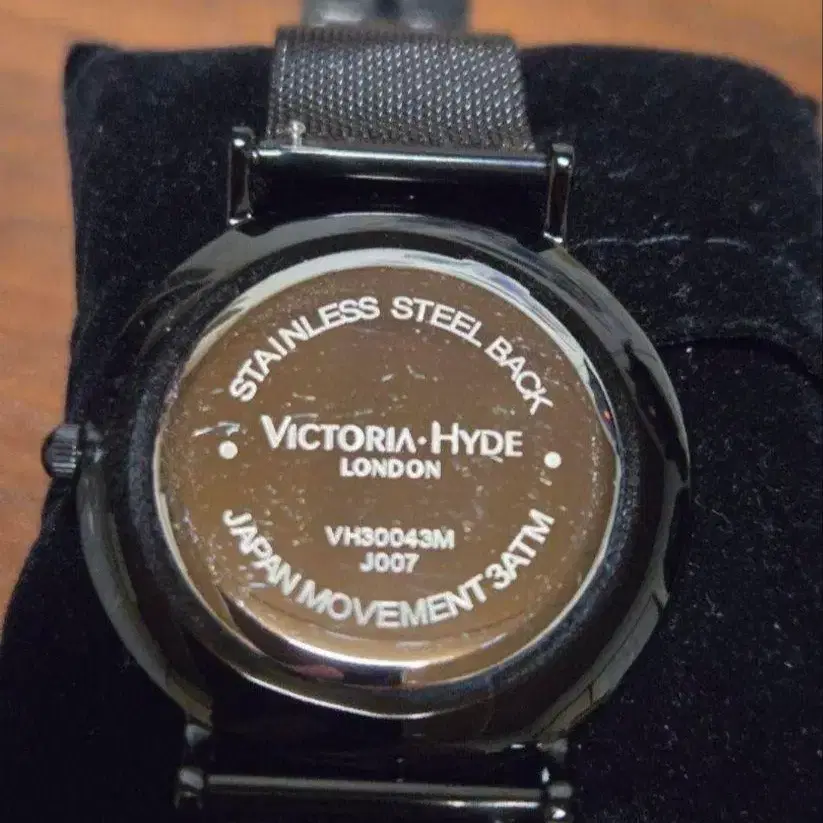 STAINLESS STEEL BACK
VICTORIA·HYDE
LONDON
VH30043M
J007
JAPAN MOVEMENT 3ATM